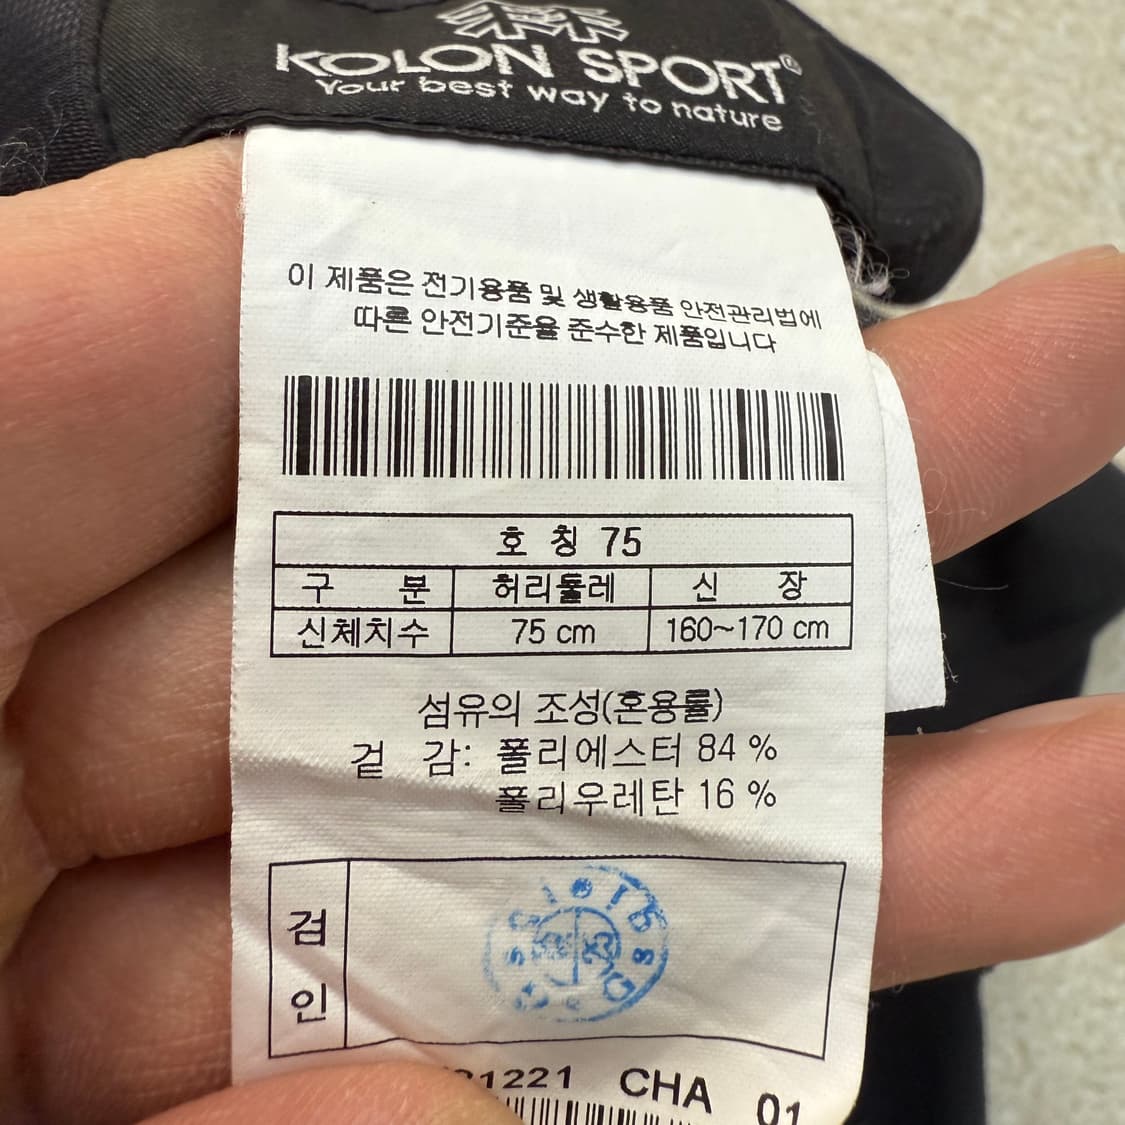 KOLON SPORT®
Your best way to nature
이 제품은 전기용품 및 생활용품 안전관리법에
따른 안전기준을 준수한 제품입니다
호 칭 75
구 분 허리둘레 신 장
신체치수 75 cm 160~170 cm
섬유의 조성(혼용률)
겉 감: 폴리에스터 84 %
폴리우레탄 16 %
검
인
CHA 01